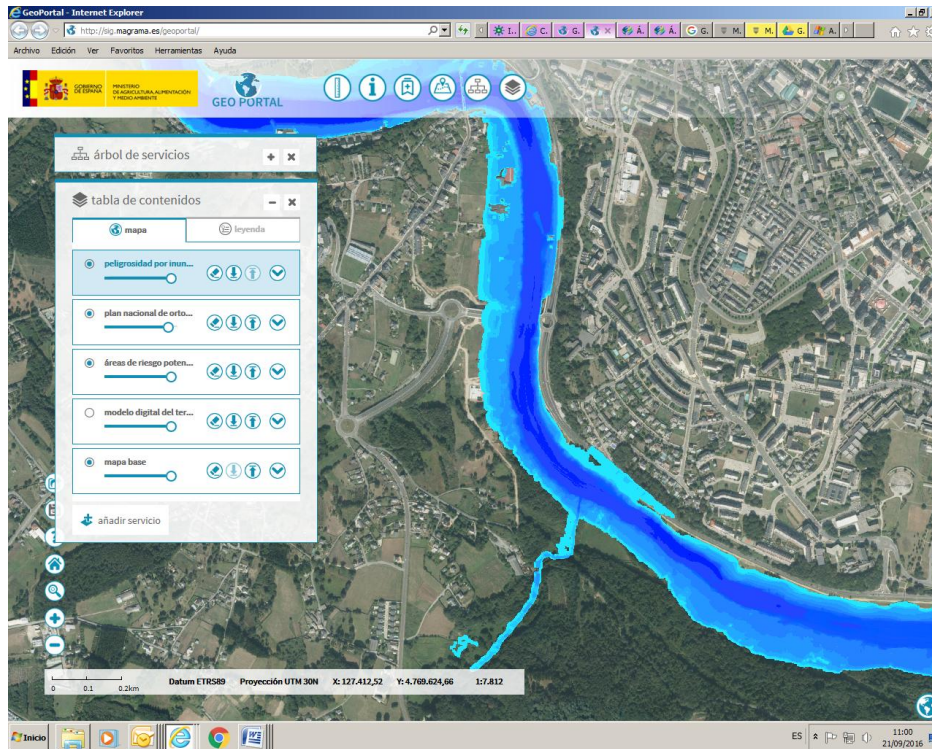 GeoPortal - Internet Explorer
http://sig.magrama.es/geoportal/
I.. C. G. Á. Á. G. M. M. G. A.
Archivo Edición Ver Favoritos Herramientas Ayuda
GOBIERNO DE ESPAÑA
MINISTERIO DE AGRICULTURA, ALIMENTACIÓN Y MEDIO AMBIENTE
GEO PORTAL
árbol de servicios
tabla de contenidos
mapa leyenda
peligrosidad por inun...
plan nacional de orto...
áreas de riesgo poten...
modelo digital del ter...
mapa base
añadir servicio
0 0.1 0.2km Datum ETRS89 Proyección UTM 30N X: 127.412,52 Y: 4.769.624,66 1:7.812
Inicio ES 11:00
21/09/2016